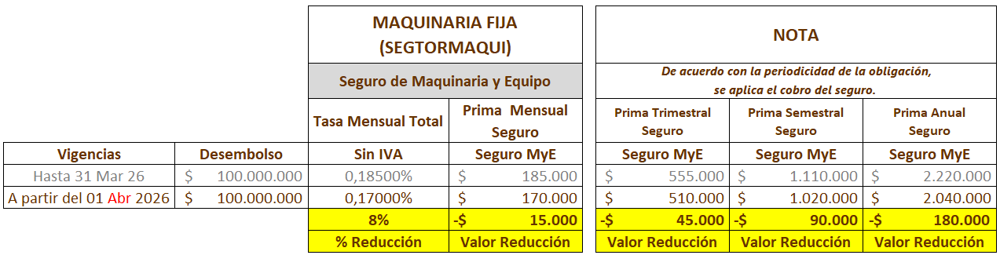 MAQUINARIA FIJA
(SEGTORMAQUI)
NOTA
Seguro de Maquinaria y Equipo
De acuerdo con la periodicidad de la obligación,
se aplica el cobro del seguro.
Tasa Mensual Total
Prima Mensual
Seguro
Prima Trimestral
Seguro
Prima Semestral
Seguro
Prima Anual
Seguro
Vigencias Desembolso Sin IVA Seguro MyE Seguro MyE Seguro MyE Seguro MyE
Hasta 31 Mar 26 $ 100.000.000 0,18500% $ 185.000 $ 555.000 $ 1.110.000 $ 2.220.000
A partir del 01 Abr 2026 $ 100.000.000 0,17000% $ 170.000 $ 510.000 $ 1.020.000 $ 2.040.000
8% -$ 15.000 -$ 45.000 -$ 90.000 -$ 180.000
% Reducción Valor Reducción Valor Reducción Valor Reducción Valor Reducción